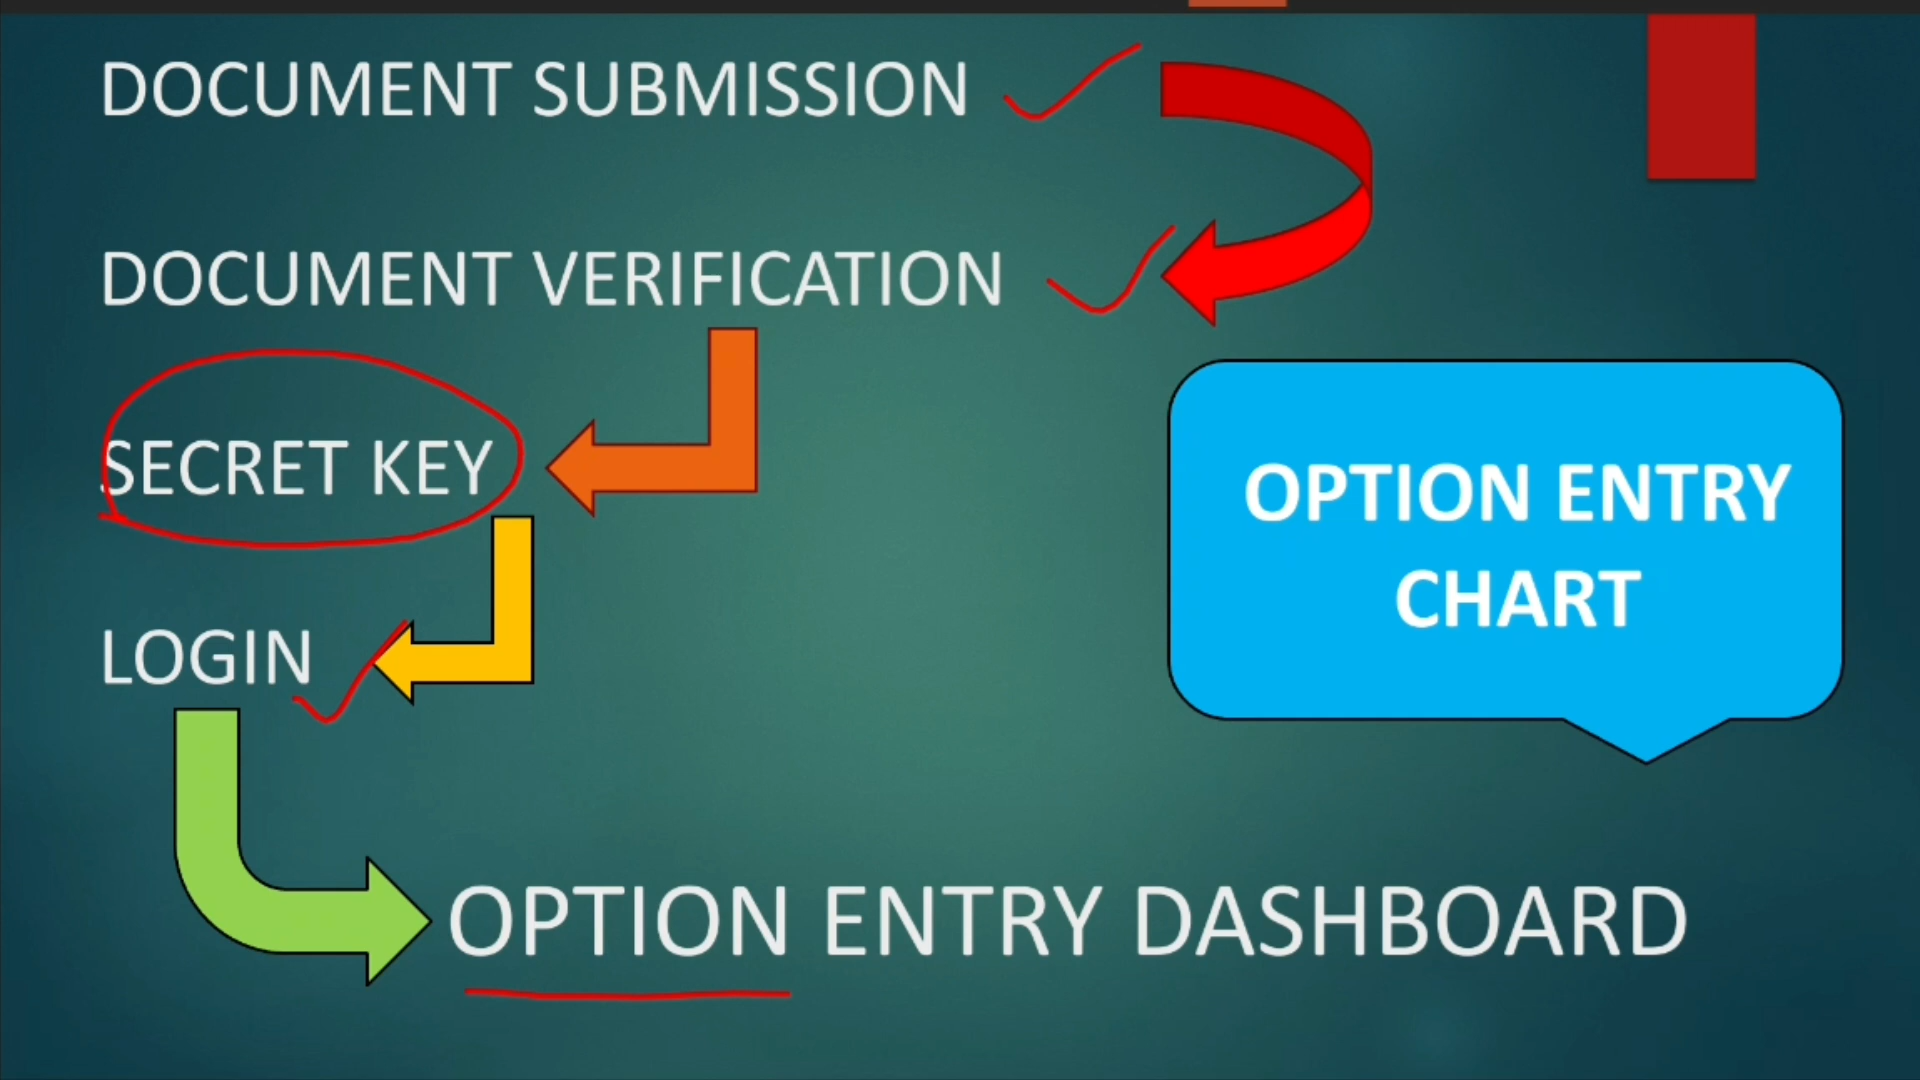 DOCUMENT SUBMISSION
DOCUMENT VERIFICATION
SECRET KEY
OPTION ENTRY
CHART
LOGIN
OPTION ENTRY DASHBOARD